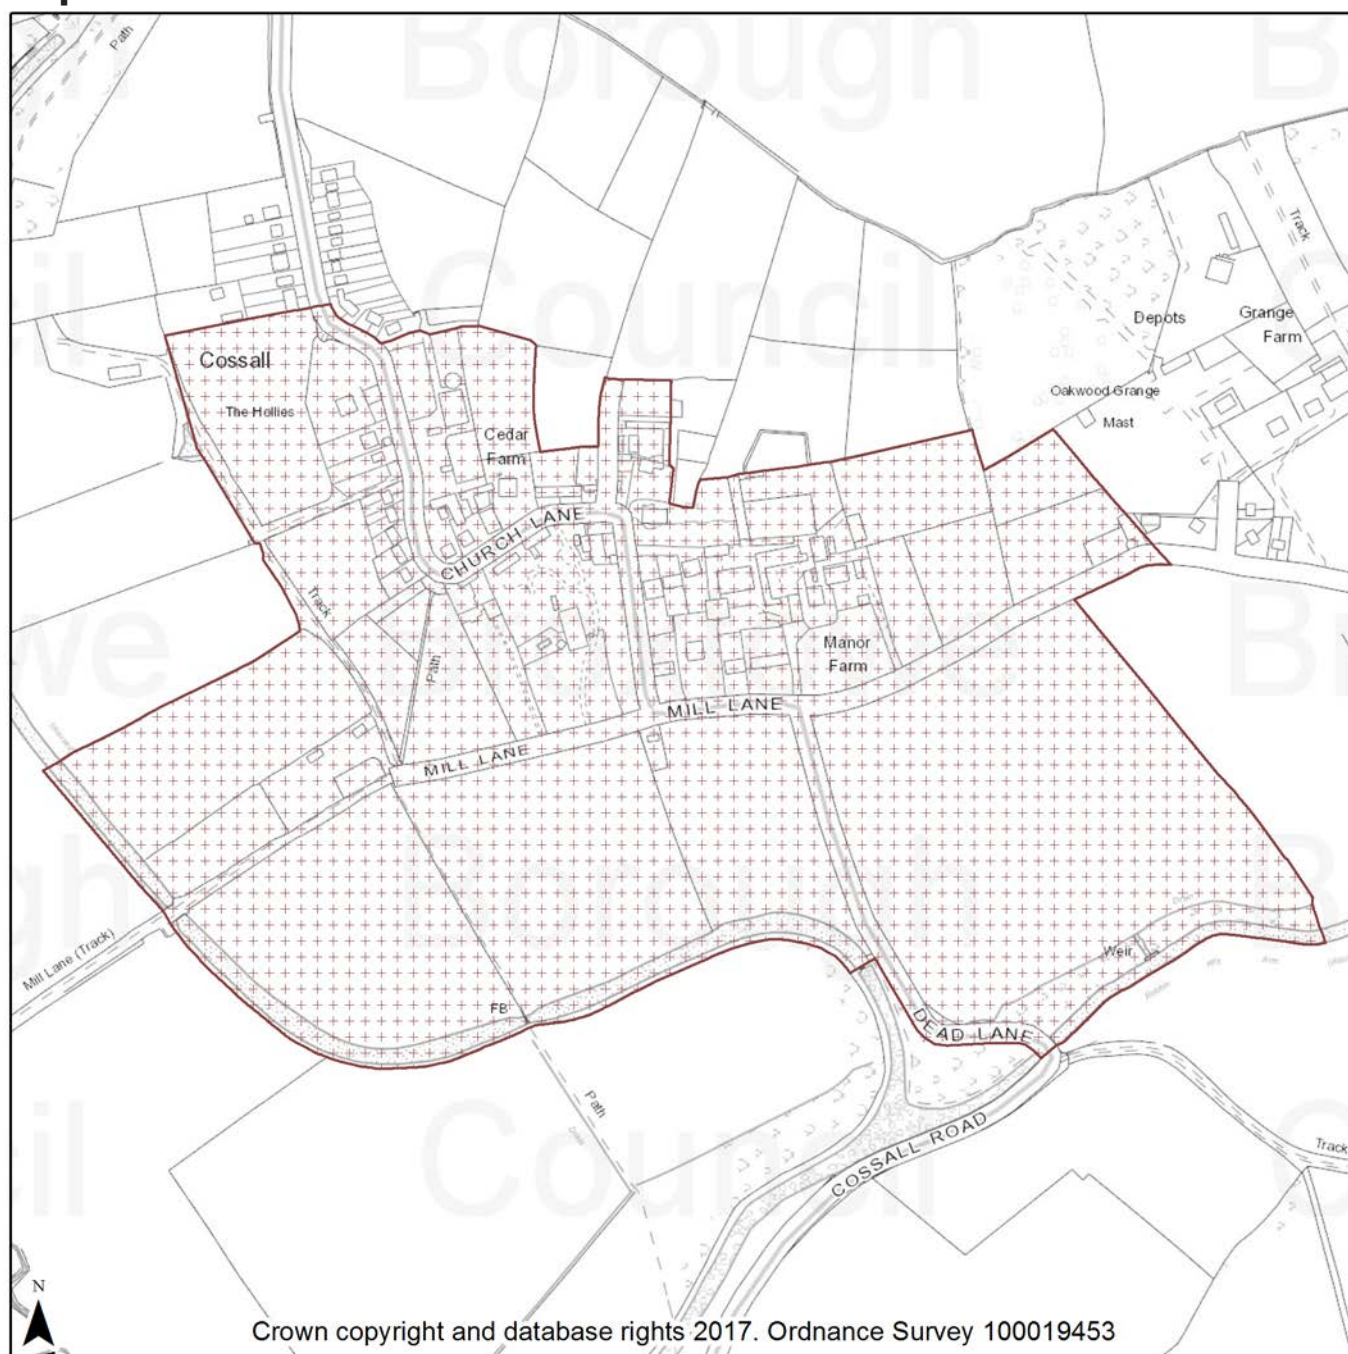 Path
Borough
Track
Council
Depots
Grange
Farm
Cossall
Oakwood Grange
The Hollies
Mast
Cedar
Farm
CHURCH LANE
Track
Manor
Farm
Path
MILL LANE
MILL LANE
Borough
Mill Lane (Track)
Weir
FB
DEAD LANE
Path
Drain
COSSALL ROAD
Council
Track
N
Crown copyright and database rights 2017. Ordnance Survey 100019453